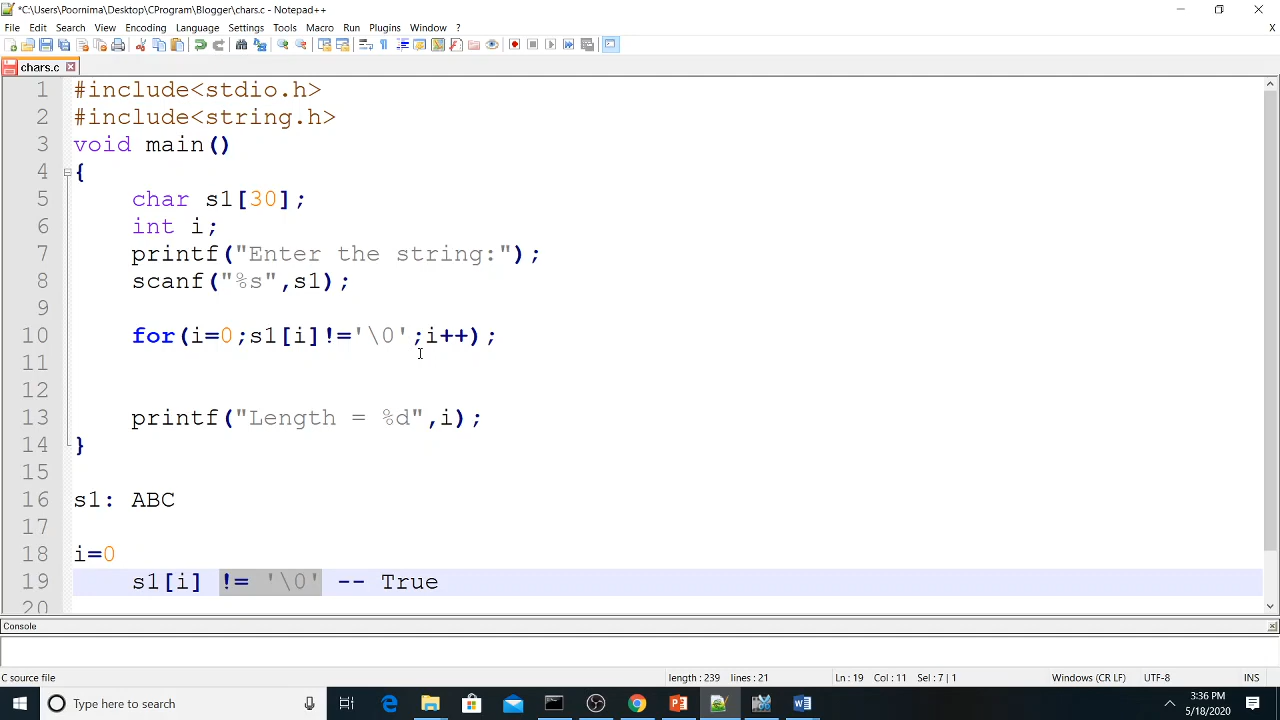 *C:\Users\Poornima\Desktop\CProgram\Blogger\chars.c - Notepad++
File Edit Search View Encoding Language Settings Tools Macro Run Plugins Window ? X
chars.c
1 #include<stdio.h>
2 #include<string.h>
3 void main()
4 {
5 char s1[30];
6 int i;
7 printf("Enter the string:");
8 scanf("%s",s1);
9
10 for(i=0;s1[i]!='\0';i++);
11
12
13 printf("Length = %d",i);
14 }
15
16 s1: ABC
17
18 i=0
19 s1[i] != '\0' -- True
20
Console
C source file length : 239 lines : 21 Ln : 19 Col : 11 Sel : 7 | 1 Windows (CR LF) UTF-8 INS
Type here to search
3:36 PM
5/18/2020